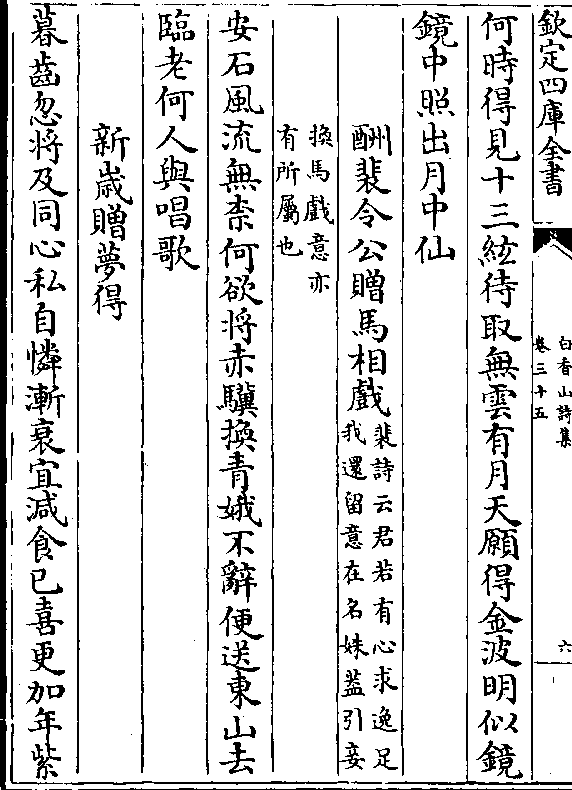 欽定四庫全書
白香山詩集
卷三十五
六
何時得見十三絃待取無雲有月天願得金波明似鏡
鏡中照出月中仙
酬裴令公贈馬相戲裴詩云君若有心求逸足
我還留意在名姝葢引妾
換馬戲意亦
有所屬也
安石風流無柰何欲將赤驥換青娥不辭便送東山去
臨老何人與唱歌
新歳贈夢得
暮齒忽將及同心私自憐漸衰宜減食已喜更加年紫